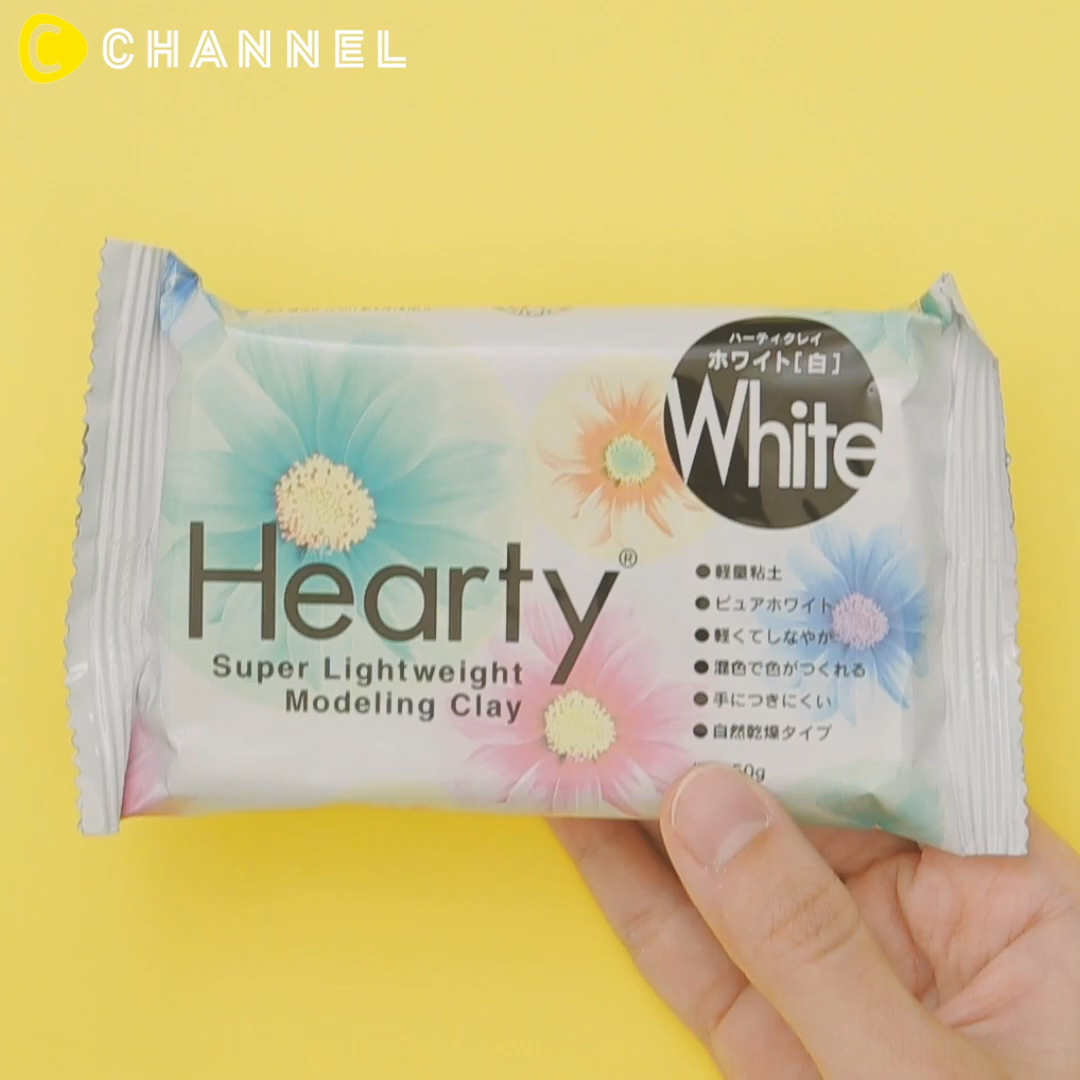 C CHANNEL
ハーティクレイ
ホワイト[白]
White
Hearty®
Super Lightweight
Modeling Clay
●軽量粘土
●ピュアホワイト
●軽くてしなやか
●混色で色がつくれる
●手につきにくい
●自然乾燥タイプ
50g